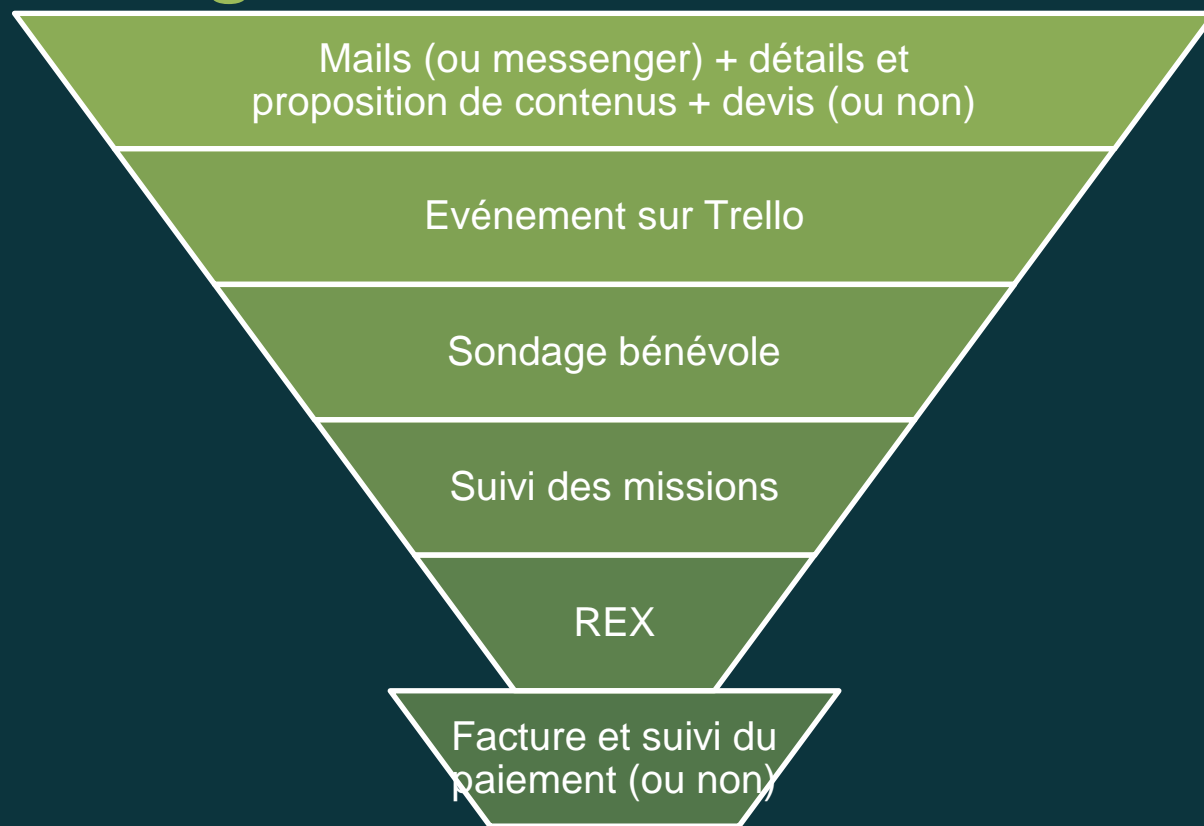 Mails (ou messenger) + détails et
proposition de contenus + devis (ou non)
Evénement sur Trello
Sondage bénévole
Suivi des missions
REX
Facture et suivi du
paiement (ou non)